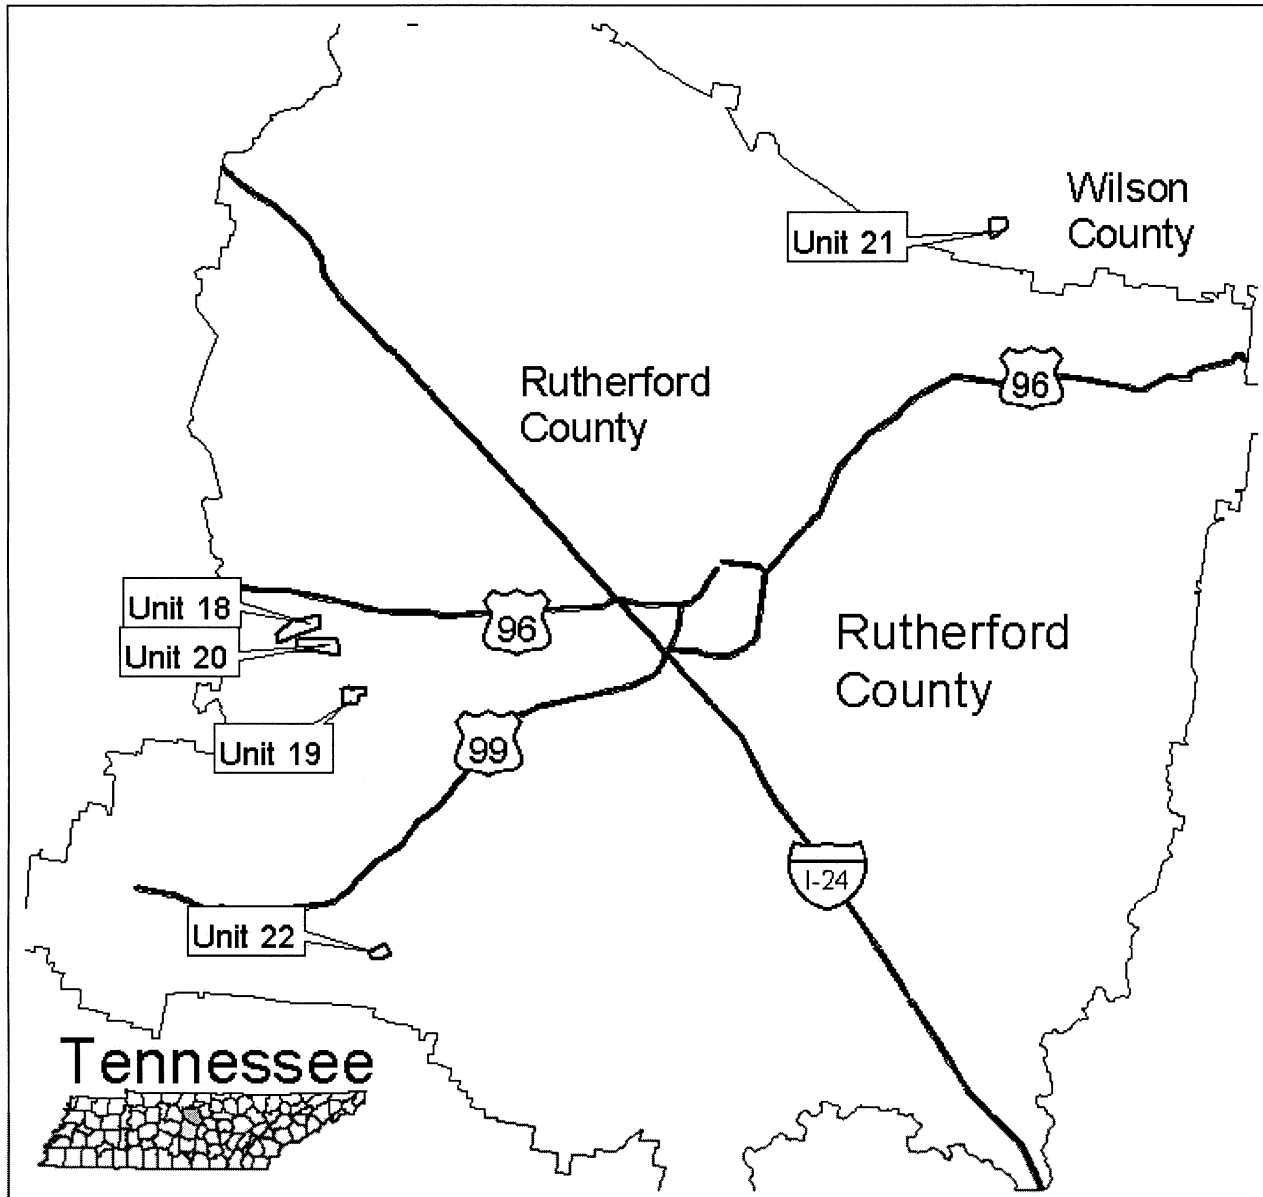 Wilson
County
Unit 21
Rutherford
County
96
Unit 18
96
Unit 20
Rutherford
County
Unit 19
99
I-24
Unit 22
Tennessee